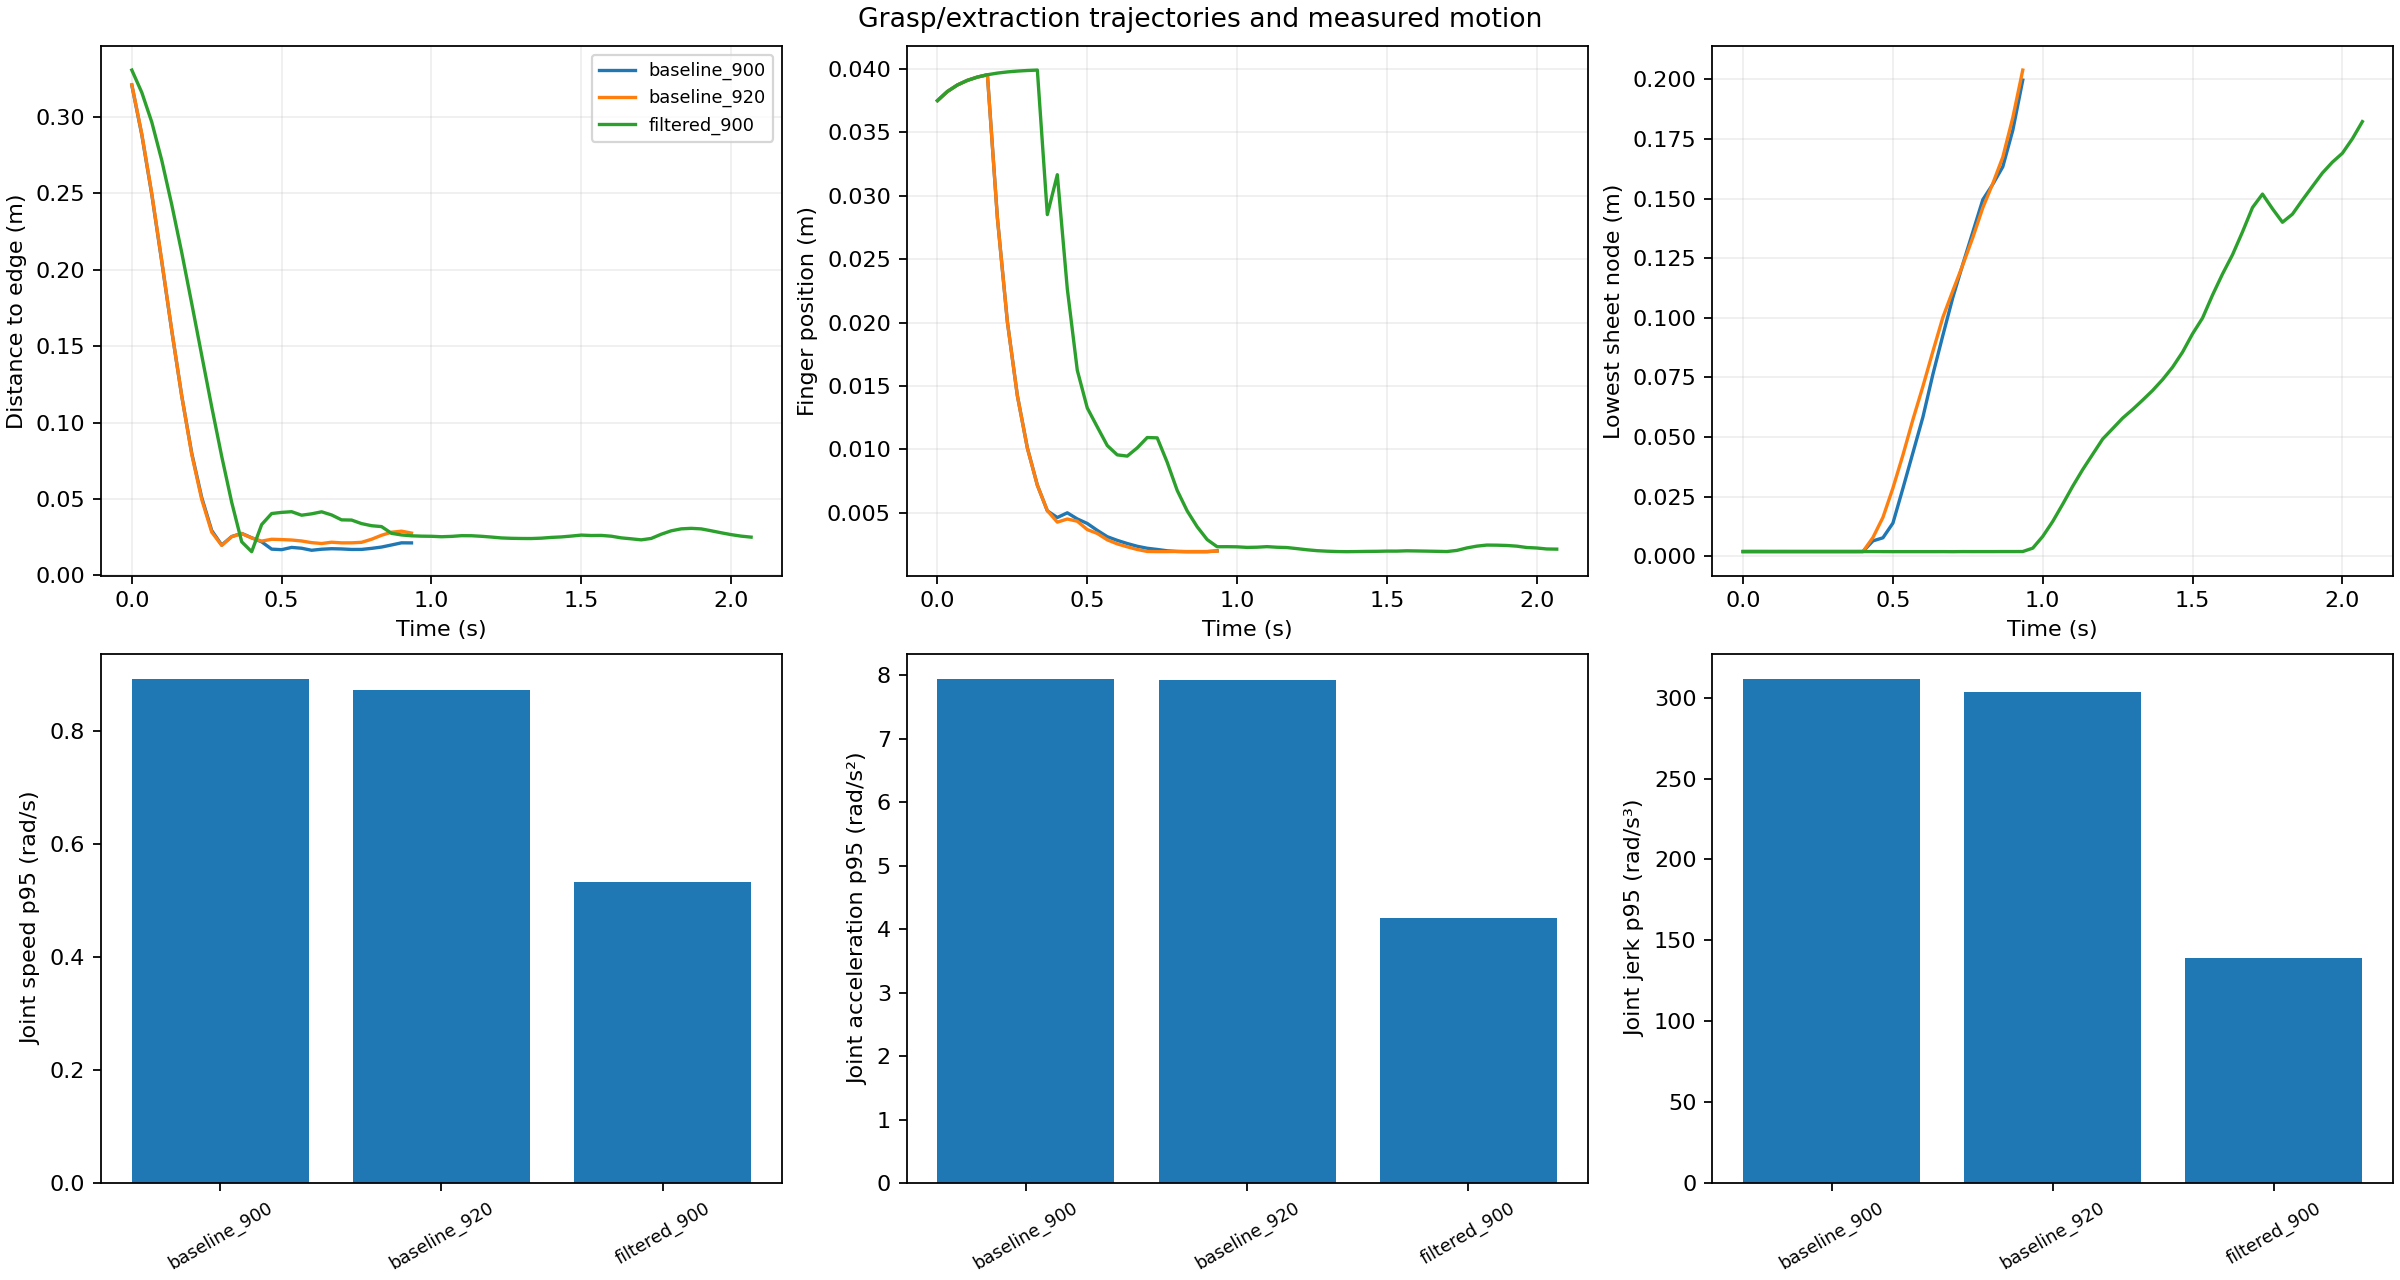 Grasp/extraction trajectories and measured motion
Distance to edge (m)
0.30
0.25
0.20
0.15
0.10
0.05
0.00
0.0 0.5 1.0 1.5 2.0
Time (s)
baseline_900
baseline_920
filtered_900
Finger position (m)
0.040
0.035
0.030
0.025
0.020
0.015
0.010
0.005
0.0 0.5 1.0 1.5 2.0
Time (s)
Lowest sheet node (m)
0.200
0.175
0.150
0.125
0.100
0.075
0.050
0.025
0.000
0.0 0.5 1.0 1.5 2.0
Time (s)
Joint speed p95 (rad/s)
0.8
0.6
0.4
0.2
0.0
baseline_900 baseline_920 filtered_900
Joint acceleration p95 (rad/s²)
8
7
6
5
4
3
2
1
0
baseline_900 baseline_920 filtered_900
Joint jerk p95 (rad/s³)
300
250
200
150
100
50
0
baseline_900 baseline_920 filtered_900